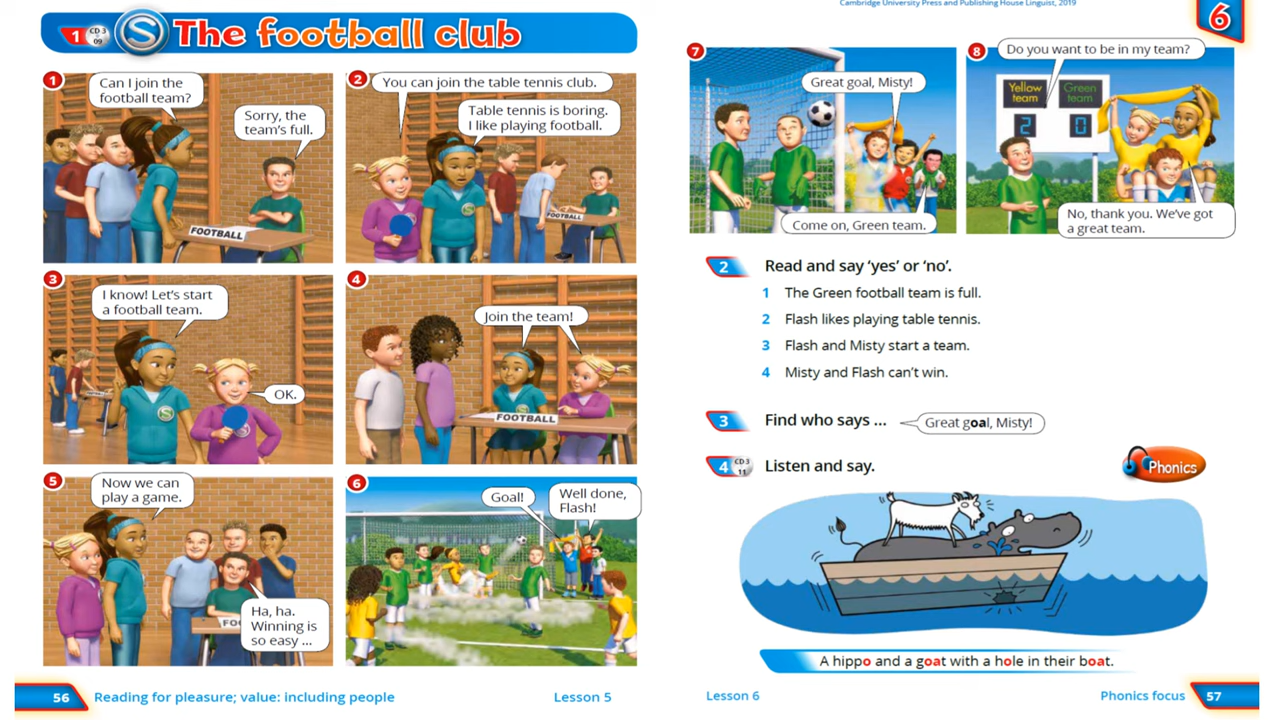 1 CD 3 09 S The football club
1
Can I join the
football team?
Sorry, the
team's full.
FOOTBALL
2
You can join the table tennis club.
Table tennis is boring.
I like playing football.
FOOTBALL
3
I know! Let's start
a football team.
OK.
4
Join the team!
FOOTBALL
5
Now we can
play a game.
Ha, ha.
Winning is
so easy ...
FO
6
Goal!
Well done,
Flash!
56 Reading for pleasure; value: including people Lesson 5
Cambridge University Press and Publishing House Linguist, 2019
6
7
Great goal, Misty!
Come on, Green team.
8
Do you want to be in my team?
Yellow
team
Green
team
2 0
No, thank you. We've got
a great team.
2 Read and say 'yes' or 'no'.
1 The Green football team is full.
2 Flash likes playing table tennis.
3 Flash and Misty start a team.
4 Misty and Flash can't win.
3 Find who says ... Great goal, Misty!
4 CD 3 11 Listen and say.
Phonics
A hippo and a goat with a hole in their boat.
Lesson 6 Phonics focus 57